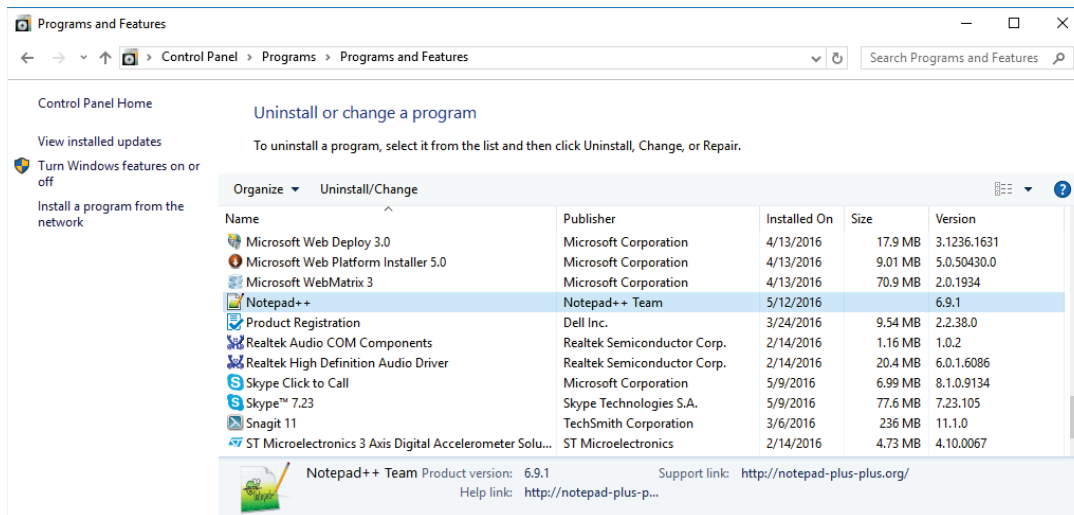 Programs and Features
Control Panel > Programs > Programs and Features
Search Programs and Features
Control Panel Home
View installed updates
Turn Windows features on or
off
Install a program from the
network
Uninstall or change a program
To uninstall a program, select it from the list and then click Uninstall, Change, or Repair.
Organize Uninstall/Change
Name Publisher Installed On Size Version
Microsoft Web Deploy 3.0 Microsoft Corporation 4/13/2016 17.9 MB 3.1236.1631
Microsoft Web Platform Installer 5.0 Microsoft Corporation 4/13/2016 9.01 MB 5.0.50430.0
Microsoft WebMatrix 3 Microsoft Corporation 4/13/2016 70.9 MB 2.0.1934
Notepad++ Notepad++ Team 5/12/2016 6.9.1
Product Registration Dell Inc. 3/24/2016 9.54 MB 2.2.38.0
Realtek Audio COM Components Realtek Semiconductor Corp. 2/14/2016 1.16 MB 1.0.2
Realtek High Definition Audio Driver Realtek Semiconductor Corp. 2/14/2016 20.4 MB 6.0.1.6086
Skype Click to Call Microsoft Corporation 5/9/2016 6.99 MB 8.1.0.9134
Skype™ 7.23 Skype Technologies S.A. 5/9/2016 77.6 MB 7.23.105
Snagit 11 TechSmith Corporation 3/6/2016 236 MB 11.1.0
ST Microelectronics 3 Axis Digital Accelerometer Solu... ST Microelectronics 2/14/2016 4.73 MB 4.10.0067
Notepad++ Team Product version: 6.9.1 Support link: http://notepad-plus-plus.org/
Help link: http://notepad-plus-p...